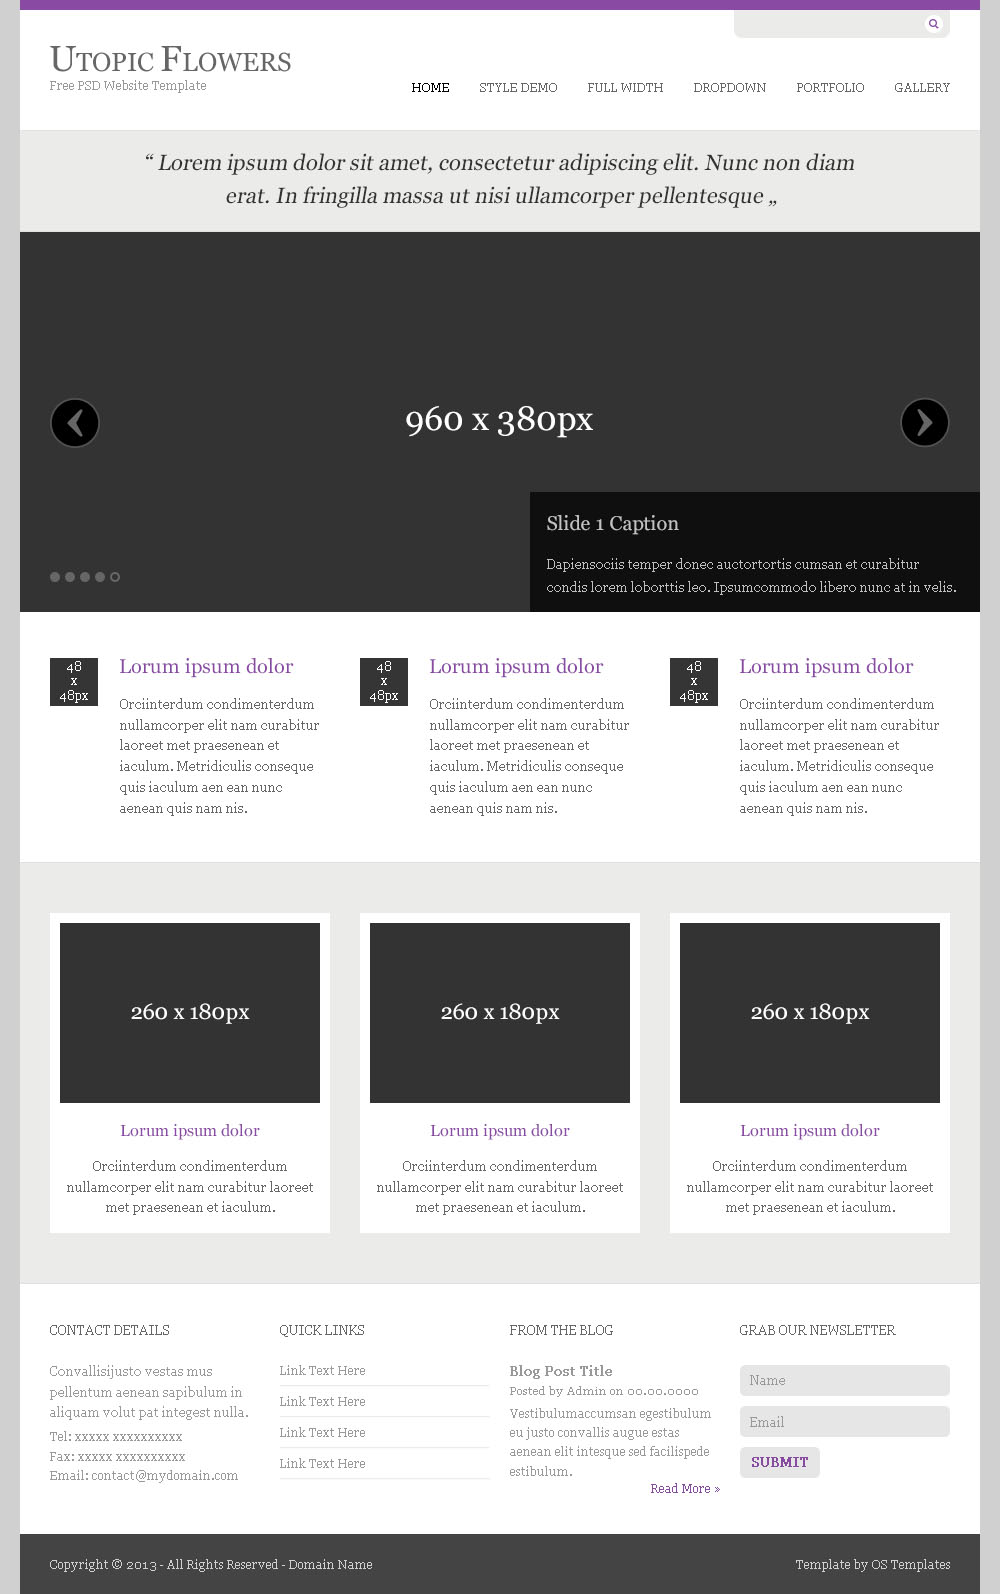 Utopic Flowers
Free PSD Website Template
HOME STYLE DEMO FULL WIDTH DROPDOWN PORTFOLIO GALLERY
“ Lorem ipsum dolor sit amet, consectetur adipiscing elit. Nunc non diam
erat. In fringilla massa ut nisi ullamcorper pellentesque „
960 x 380px
Slide 1 Caption
Dapiensociis temper donec auctortortis cumsan et curabitur
condis lorem loborttis leo. Ipsumcommodo libero nunc at in velis.
48
x
48px
Lorum ipsum dolor
Orciinterdum condimenterdum
nullamcorper elit nam curabitur
laoreet met praesenean et
iaculum. Metridiculis conseque
quis iaculum aen ean nunc
aenean quis nam nis.
48
x
48px
Lorum ipsum dolor
Orciinterdum condimenterdum
nullamcorper elit nam curabitur
laoreet met praesenean et
iaculum. Metridiculis conseque
quis iaculum aen ean nunc
aenean quis nam nis.
48
x
48px
Lorum ipsum dolor
Orciinterdum condimenterdum
nullamcorper elit nam curabitur
laoreet met praesenean et
iaculum. Metridiculis conseque
quis iaculum aen ean nunc
aenean quis nam nis.
260 x 180px
Lorum ipsum dolor
Orciinterdum condimenterdum
nullamcorper elit nam curabitur laoreet
met praesenean et iaculum.
260 x 180px
Lorum ipsum dolor
Orciinterdum condimenterdum
nullamcorper elit nam curabitur laoreet
met praesenean et iaculum.
260 x 180px
Lorum ipsum dolor
Orciinterdum condimenterdum
nullamcorper elit nam curabitur laoreet
met praesenean et iaculum.
CONTACT DETAILS
Convallisijusto vestas mus
pellentum aenean sapibulum in
aliquam volut pat integest nulla.
Tel: xxxxx xxxxxxxxxx
Fax: xxxxx xxxxxxxxxx
Email: contact@mydomain.com
QUICK LINKS
Link Text Here
Link Text Here
Link Text Here
Link Text Here
FROM THE BLOG
Blog Post Title
Posted by Admin on 00.00.0000
Vestibulumaccumsan egestibulum
eu justo convallis augue estas
aenean elit intesque sed facilispede
estibulum.
Read More »
GRAB OUR NEWSLETTER
Name
Email
SUBMIT
Copyright © 2013 - All Rights Reserved - Domain Name
Template by OS Templates